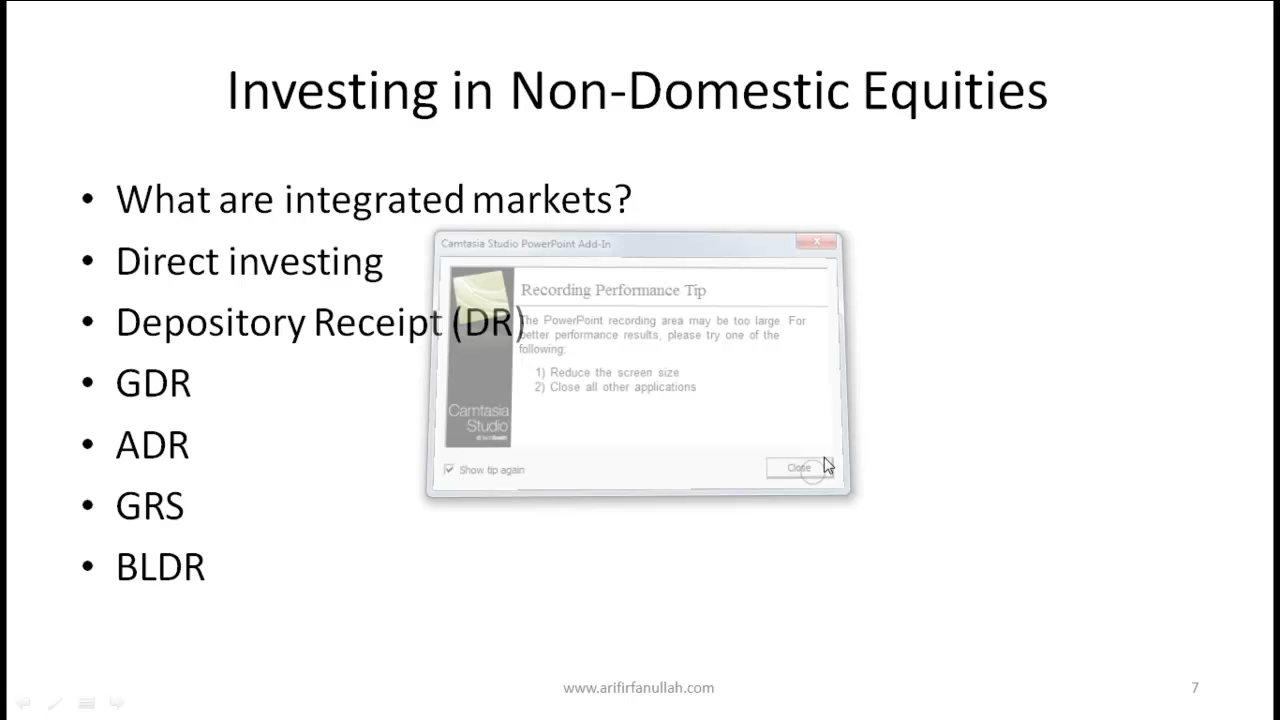 Investing in Non-Domestic Equities
• What are integrated markets?
• Direct investing
• Depository Receipt (DR)
• GDR
• ADR
• GRS
• BLDR
Camtasia Studio PowerPoint Add-In
Recording Performance Tip
The PowerPoint recording area may be too large. For
better performance results, please try one of the
following:
1) Reduce the screen size
2) Close all other applications
Camtasia
Studio
Show tip again
Close
www.arifirfanullah.com
7